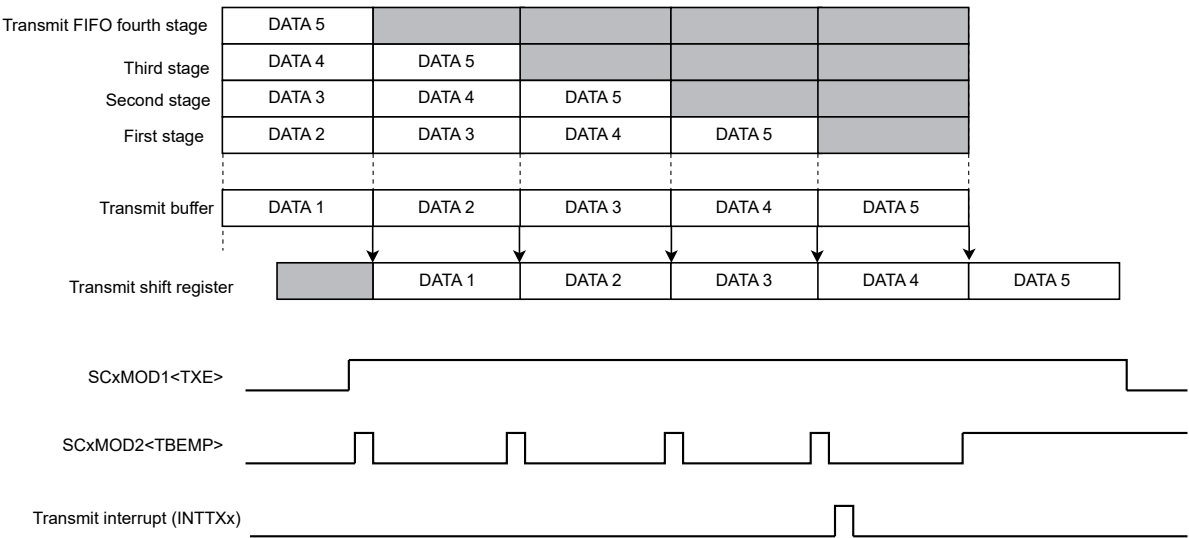 Transmit FIFO fourth stage DATA 5
Third stage DATA 4 DATA 5
Second stage DATA 3 DATA 4 DATA 5
First stage DATA 2 DATA 3 DATA 4 DATA 5
Transmit buffer DATA 1 DATA 2 DATA 3 DATA 4 DATA 5
Transmit shift register DATA 1 DATA 2 DATA 3 DATA 4 DATA 5
SCxMOD1<TXE>
SCxMOD2<TBEMP>
Transmit interrupt (INTTXx)